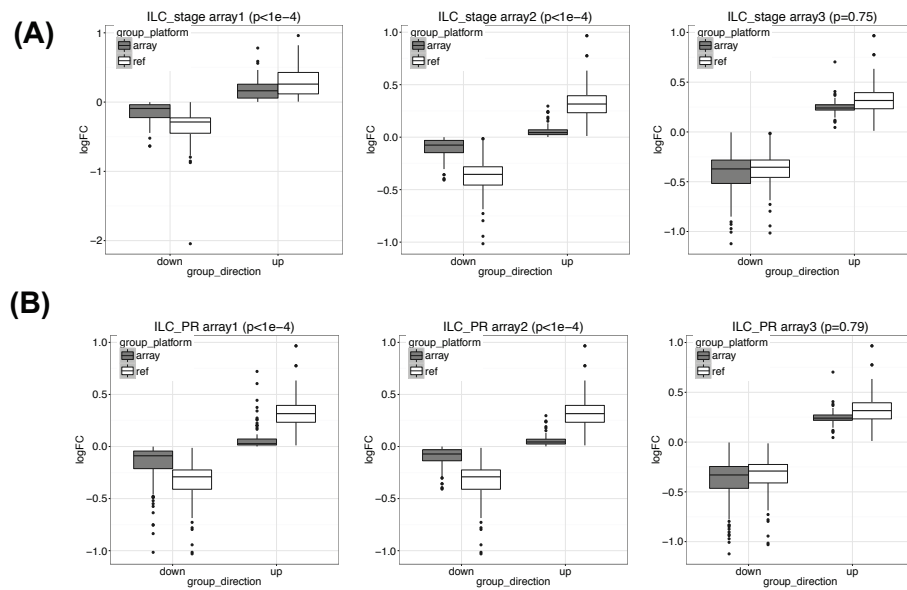 (A)
ILC_stage array1 (p<1e-4)
group_platform
array
ref
1
0
−1
−2
logFC
down
up
group_direction
ILC_stage array2 (p<1e-4)
group_platform
array
ref
1.0
0.5
0.0
−0.5
−1.0
logFC
down
up
group_direction
ILC_stage array3 (p=0.75)
group_platform
array
ref
1.0
0.5
0.0
−0.5
−1.0
logFC
down
up
group_direction
(B)
ILC_PR array1 (p<1e-4)
group_platform
array
ref
1.0
0.5
0.0
−0.5
−1.0
logFC
down
up
group_direction
ILC_PR array2 (p<1e-4)
group_platform
array
ref
1.0
0.5
0.0
−0.5
−1.0
logFC
down
up
group_direction
ILC_PR array3 (p=0.79)
group_platform
array
ref
1.0
0.5
0.0
−0.5
−1.0
logFC
down
up
group_direction